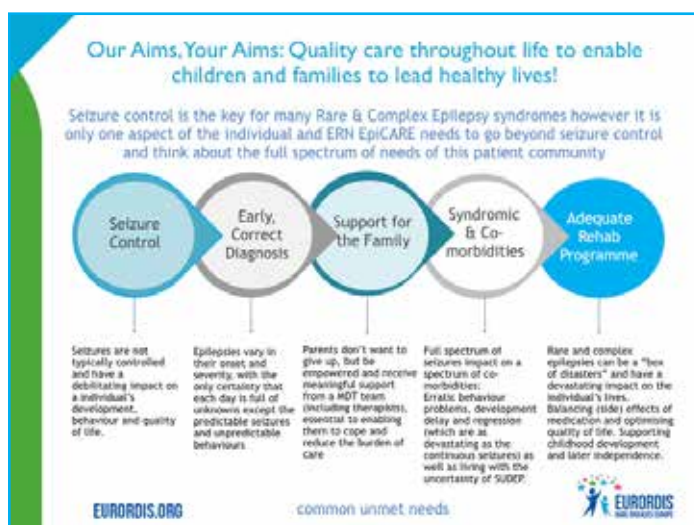 Our Aims,Your Aims: Quality care throughout life to enable
children and families to lead healthy lives!
Seizure control is the key for many Rare & Complex Epilepsy syndromes however it is
only one aspect of the individual and ERN EpiCARE needs to go beyond seizure control
and think about the full spectrum of needs of this patient community
Seizure
Control
Early,
Correct
Diagnosis
Support for
the Family
Syndromic
& Co-
morbidities
Adequate
Rehab
Programme
Seizures are not
typically controlled
and have a
debilitating impact on
a individual's
development,
behaviour and quality
of life.
Epilepsies vary in
their onset and
severity, with the
only certainty that
each day is full of
unknowns except the
predictable seizures
and unpredictable
behaviours
Parents don't want to
give up, but be
empowered and receive
meaningful support
from a MDT team
(including therapists),
essential to enabling
them to cope and
reduce the burden of
care
Full spectrum of
seizures impact on a
spectrum of co-
morbidities:
Erratic behaviour
problems, development
delay and regression
(which are as
devastating as the
continuous seizures) as
well as living with the
uncertainty of SUDEP.
Rare and complex
epilepsies can be a "box
of disasters" and have a
devastating impact on the
individual's lives.
Balancing (side) effects of
medication and optimising
quality of life. Supporting
childhood development
and later independence.
EURORDIS.ORG
common unmet needs
EURORDIS
RARE DISEASES EUROPE